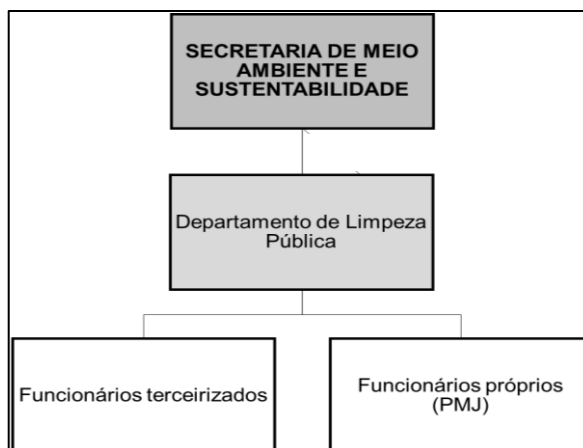 SECRETARIA DE MEIO
AMBIENTE E
SUSTENTABILIDADE
Departamento de Limpeza
Pública
Funcionários terceirizados
Funcionários próprios
(PMJ)